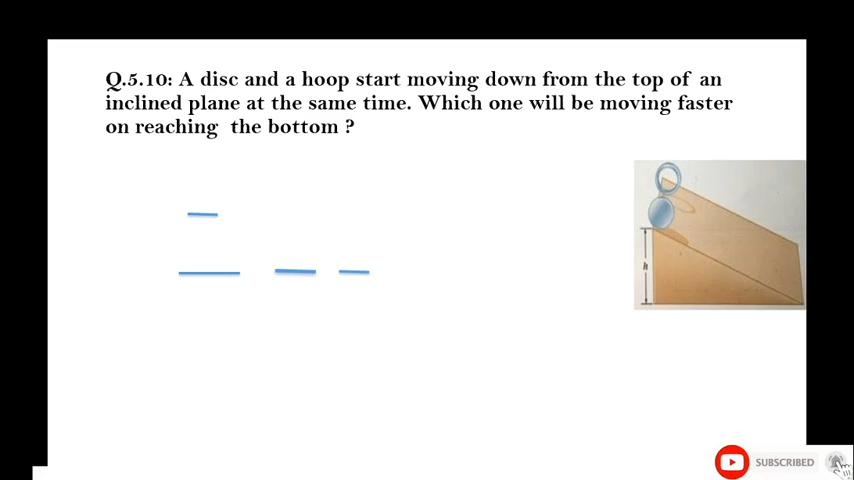 Q.5.10: A disc and a hoop start moving down from the top of an
inclined plane at the same time. Which one will be moving faster
on reaching the bottom ?
h
SUBSCRIBED